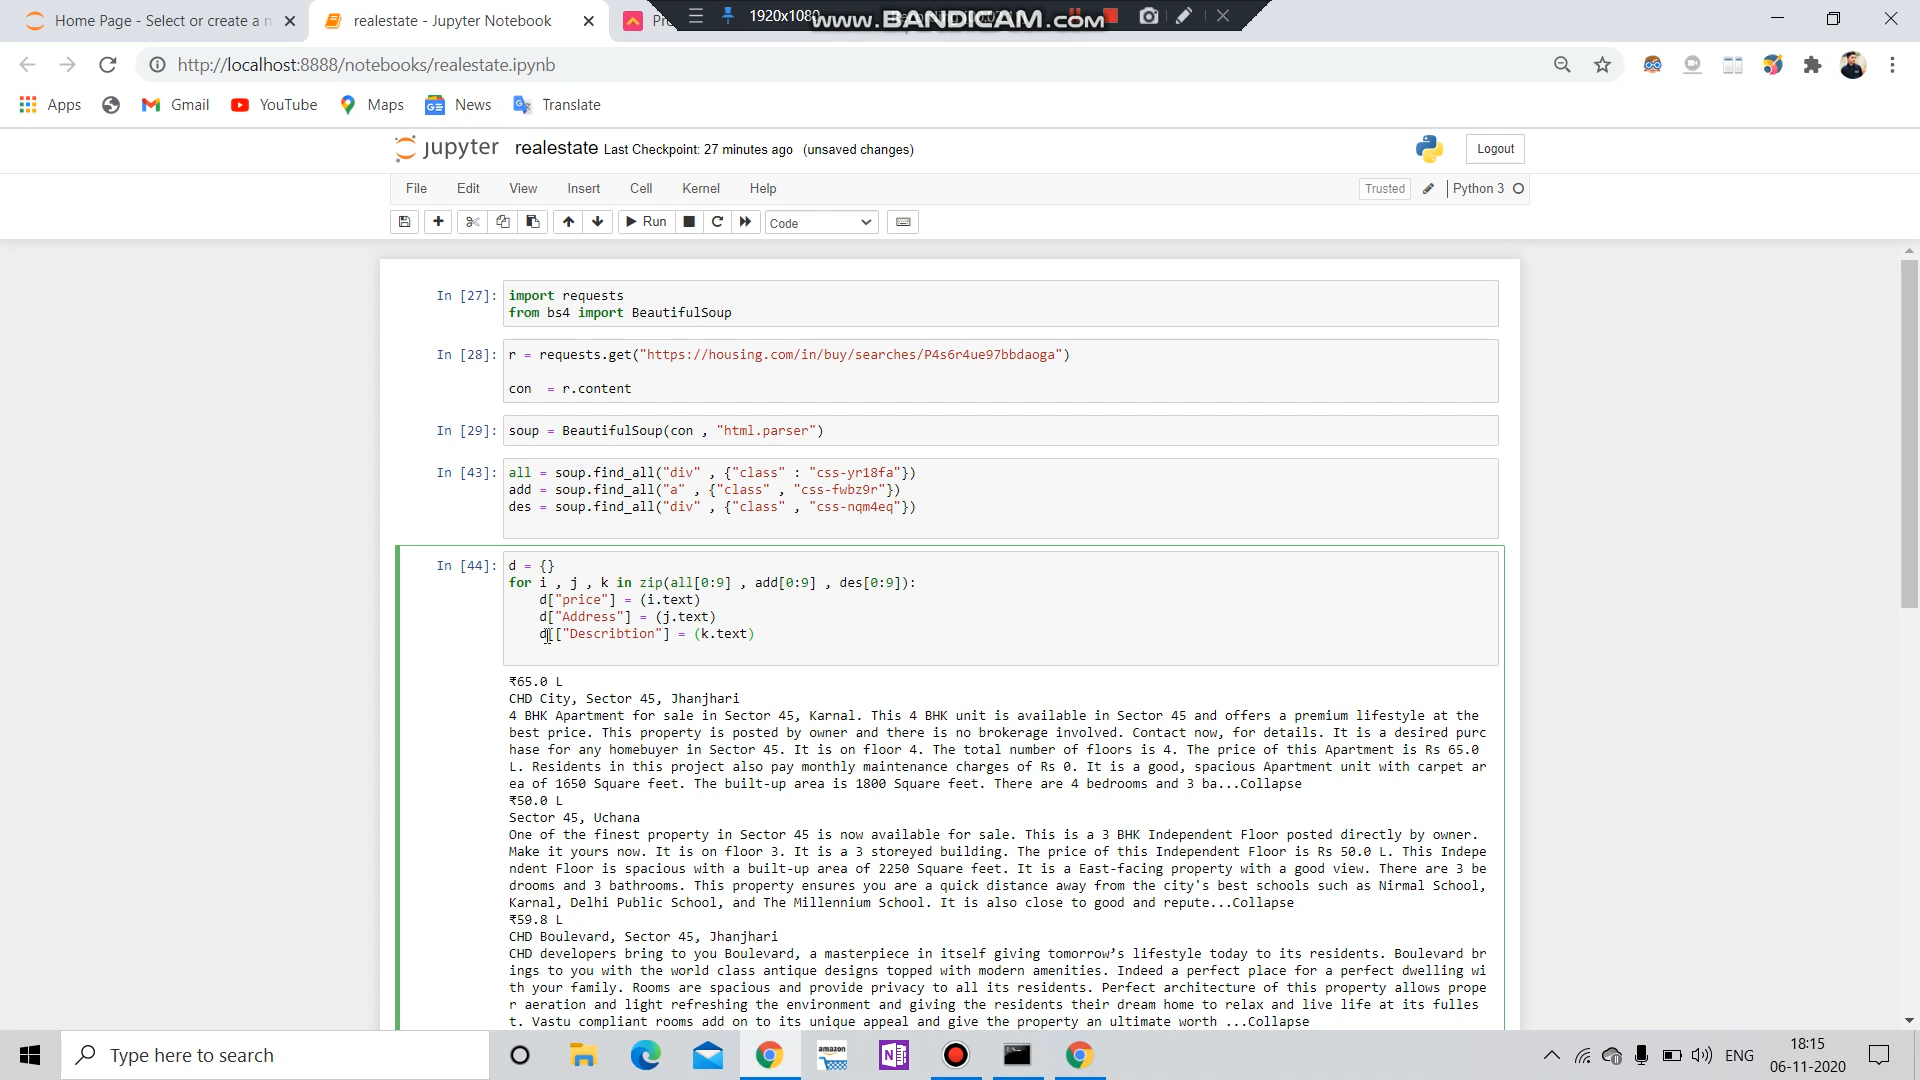 Home Page - Select or create a n
realestate - Jupyter Notebook
Pr
1920x1080
www.BANDICAM.com
http://localhost:8888/notebooks/realestate.ipynb
Apps
Gmail
YouTube
Maps
News
Translate
jupyter
realestate Last Checkpoint: 27 minutes ago (unsaved changes)
Logout
File Edit View Insert Cell Kernel Help
Trusted
Python 3
Run
Code
In [27]: import requests
from bs4 import BeautifulSoup
In [28]: r = requests.get("https://housing.com/in/buy/searches/P4s6r4ue97bbdaoga")
con  = r.content
In [29]: soup = BeautifulSoup(con , "html.parser")
In [43]: all = soup.find_all("div" , {"class" : "css-yr18fa"})
add = soup.find_all("a" , {"class" , "css-fwbz9r"})
des = soup.find_all("div" , {"class" , "css-nqm4eq"})
In [44]: d = {}
for i , j , k in zip(all[0:9] , add[0:9] , des[0:9]):
d["price"] = (i.text)
d["Address"] = (j.text)
d[["Describtion"] = (k.text)
₹65.0 L
CHD City, Sector 45, Jhanjhari
4 BHK Apartment for sale in Sector 45, Karnal. This 4 BHK unit is available in Sector 45 and offers a premium lifestyle at the
best price. This property is posted by owner and there is no brokerage involved. Contact now, for details. It is a desired purc
hase for any homebuyer in Sector 45. It is on floor 4. The total number of floors is 4. The price of this Apartment is Rs 65.0
L. Residents in this project also pay monthly maintenance charges of Rs 0. It is a good, spacious Apartment unit with carpet ar
ea of 1650 Square feet. The built-up area is 1800 Square feet. There are 4 bedrooms and 3 ba...Collapse
₹50.0 L
Sector 45, Uchana
One of the finest property in Sector 45 is now available for sale. This is a 3 BHK Independent Floor posted directly by owner.
Make it yours now. It is on floor 3. It is a 3 storeyed building. The price of this Independent Floor is Rs 50.0 L. This Indepe
ndent Floor is spacious with a built-up area of 2250 Square feet. It is a East-facing property with a good view. There are 3 be
drooms and 3 bathrooms. This property ensures you are a quick distance away from the city's best schools such as Nirmal School,
Karnal, Delhi Public School, and The Millennium School. It is also close to good and repute...Collapse
₹59.8 L
CHD Boulevard, Sector 45, Jhanjhari
CHD developers bring to you Boulevard, a masterpiece in itself giving tomorrow’s lifestyle today to its residents. Boulevard br
ings to you with the world class antique designs topped with modern amenities. Indeed a perfect place for a perfect dwelling wi
th your family. Rooms are spacious and provide privacy to all its residents. Perfect architecture of this property allows prope
r aeration and light refreshing the environment and giving the residents their dream home to relax and live life at its fulles
t. Vastu compliant rooms add on to its unique appeal and give the property an ultimate worth ...Collapse
Type here to search
amazon
ENG
18:15
06-11-2020